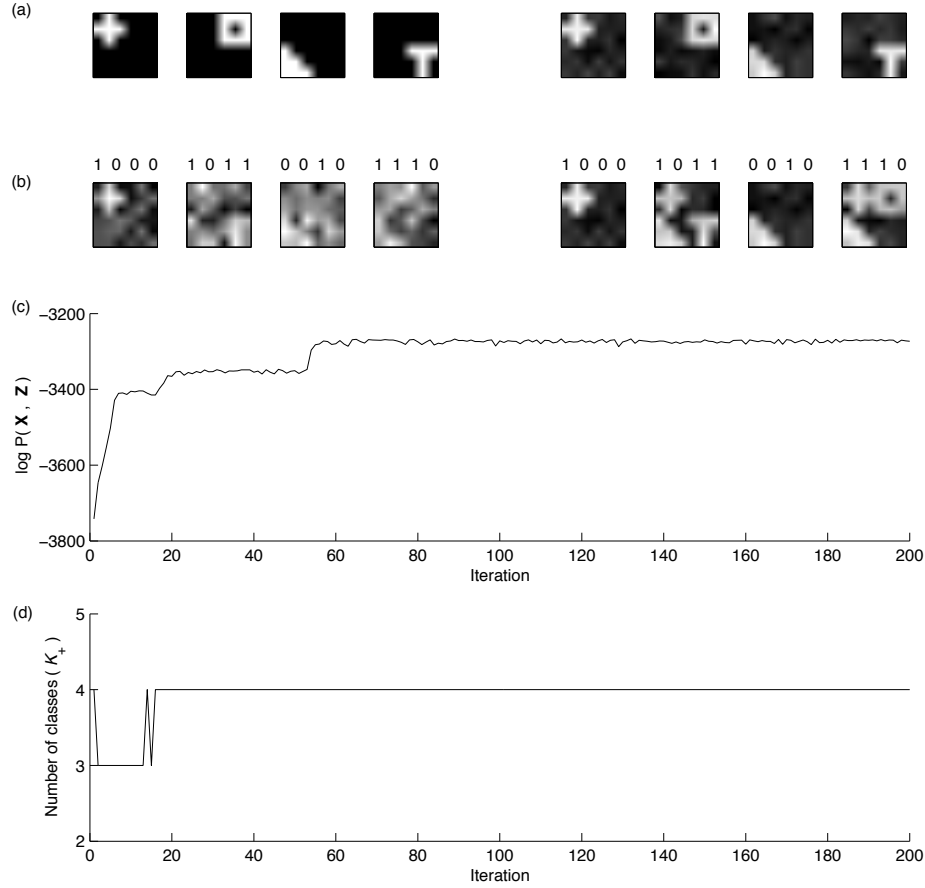 (a)
1 0 0 0 1 0 1 1 0 0 1 0 1 1 1 0 1 0 0 0 1 0 1 1 0 0 1 0 1 1 1 0
(b)
(c)
−3200
−3400
−3600
−3800
log P( X , Z )
0 20 40 60 80 100 120 140 160 180 200
Iteration
(d)
5
4
3
2
Number of classes ( K+ )
0 20 40 60 80 100 120 140 160 180 200
Iteration